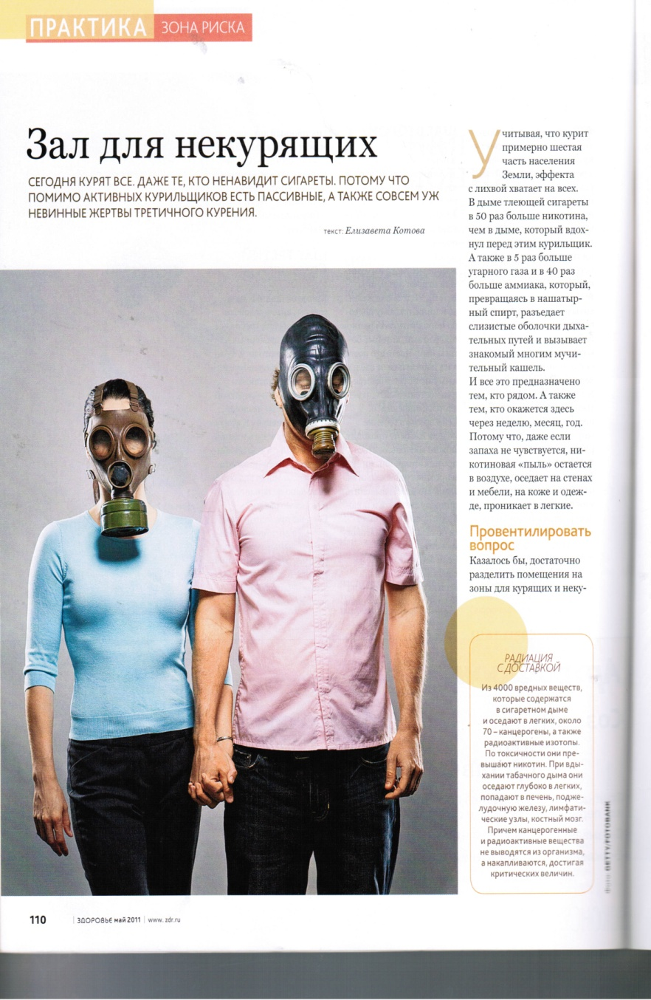 ПРАКТИКА ЗОНА РИСКА
Зал для некурящих
СЕГОДНЯ КУРЯТ ВСЕ. ДАЖЕ ТЕ, КТО НЕНАВИДИТ СИГАРЕТЫ. ПОТОМУ ЧТО
ПОМИМО АКТИВНЫХ КУРИЛЬЩИКОВ ЕСТЬ ПАССИВНЫЕ, А ТАКЖЕ СОВСЕМ УЖ
НЕВИННЫЕ ЖЕРТВЫ ТРЕТИЧНОГО КУРЕНИЯ.
текст: Елизавета Котова
Учитывая, что курит
примерно шестая
часть населения
Земли, эффекта
с лихвой хватает на всех.
В дыме тлеющей сигареты
в 50 раз больше никотина,
чем в дыме, который вдох-
нул перед этим курильщик.
А также в 5 раз больше
угарного газа и в 40 раз
больше аммиака, который,
превращаясь в нашатыр-
ный спирт, разъедает
слизистые оболочки дыха-
тельных путей и вызывает
знакомый многим мучи-
тельный кашель.
И все это предназначено
тем, кто рядом. А также
тем, кто окажется здесь
через неделю, месяц, год.
Потому что, даже если
запаха не чувствуется, ни-
котиновая «пыль» остается
в воздухе, оседает на стенах
и мебели, на коже и одеж-
де, проникает в легкие.
Провентилировать
вопрос
Казалось бы, достаточно
разделить помещения на
зоны для курящих и неку-
РАДИАЦИЯ
С ДОСТАВКОЙ
Из 4000 вредных веществ,
которые содержатся
в сигаретном дыме
и оседают в легких, около
70 – канцерогены, а также
радиоактивные изотопы.
По токсичности они пре-
вышают никотин. При вды-
хании табачного дыма они
оседают глубоко в легких,
попадают в печень, подже-
лудочную железу, лимфати-
ческие узлы, костный мозг.
Причем канцерогенные
и радиоактивные вещества
не выводятся из организма,
а накапливаются, достигая
критических величин.
Фото GETTY/FOTOBANK
110 | ЗДОРОВЬЕ май 2011 | www. zdr.ru